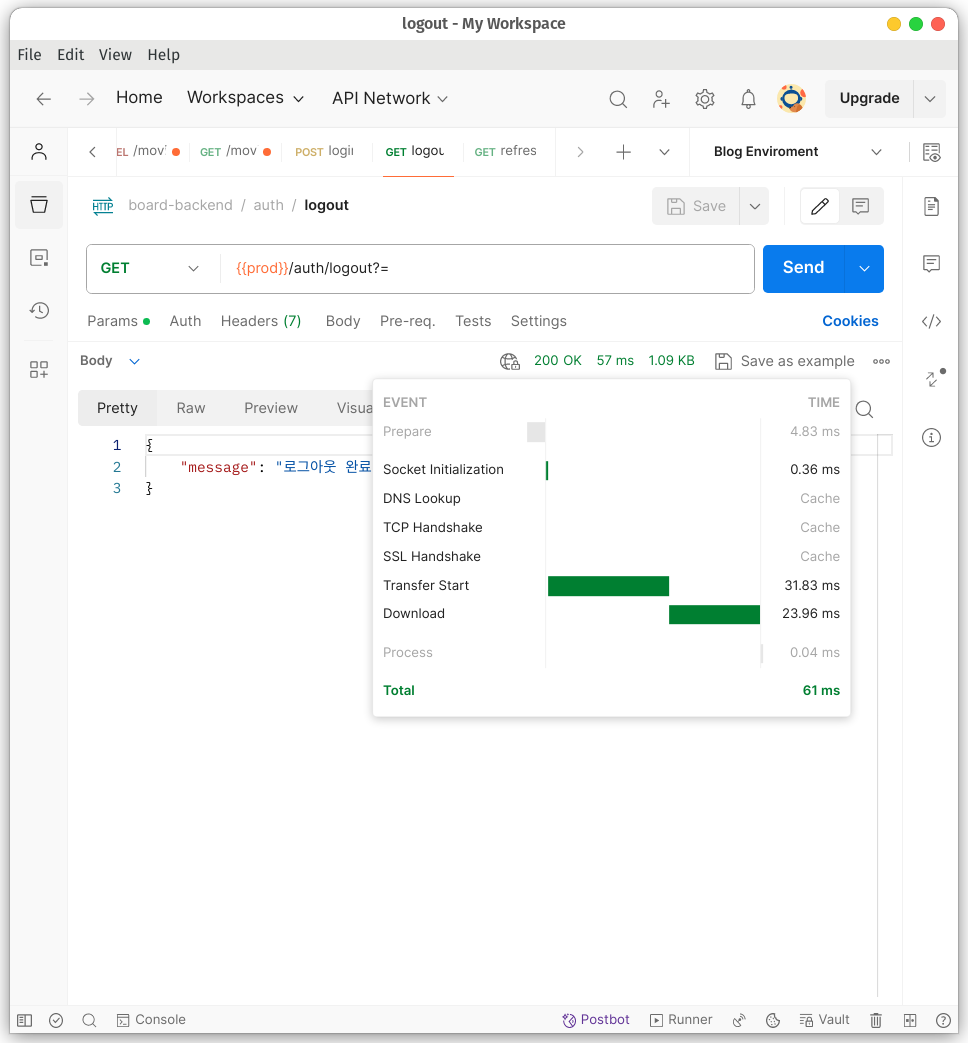 logout - My Workspace
File Edit View Help
Home Workspaces API Network Upgrade
EL /mov GET /mov POST login GET logou GET refres Blog Enviroment
HTTP board-backend / auth / logout Save
GET {{prod}}/auth/logout?= Send
Params Auth Headers (7) Body Pre-req. Tests Settings Cookies
Body 200 OK 57 ms 1.09 KB Save as example
Pretty Raw Preview Visua
EVENT TIME
Prepare 4.83 ms
Socket Initialization 0.36 ms
DNS Lookup Cache
TCP Handshake Cache
SSL Handshake Cache
Transfer Start 31.83 ms
Download 23.96 ms
Process 0.04 ms
Total 61 ms
1 {
2 "message": "로그아웃 완료
3 }
Console Postbot Runner Vault